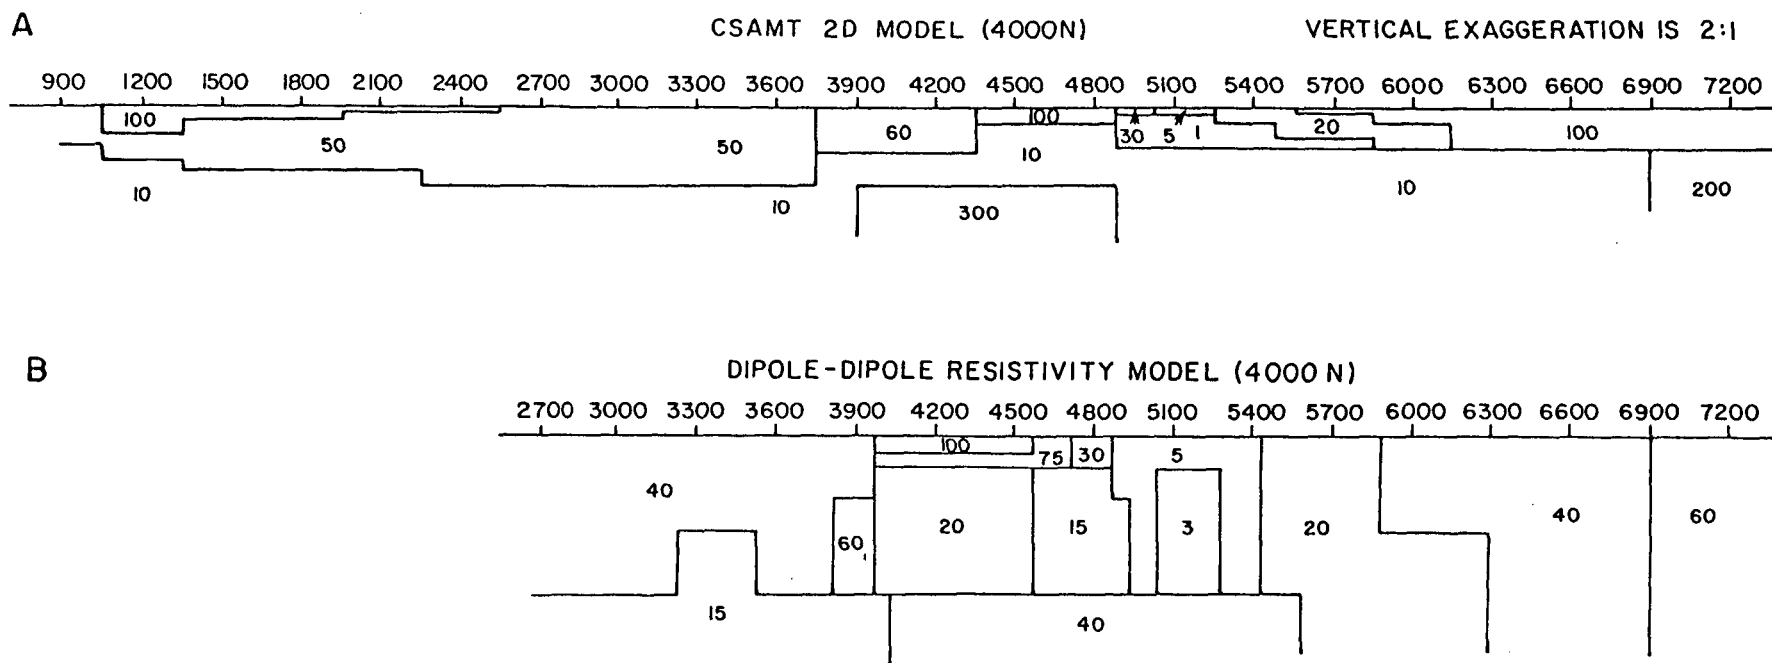 A
CSAMT 2D MODEL (4000N)
VERTICAL EXAGGERATION IS 2:1
900 1200 1500 1800 2100 2400 2700 3000 3300 3600 3900 4200 4500 4800 5100 5400 5700 6000 6300 6600 6900 7200
100 50 50 60 100 10 30 5 1 20 100
10 10 300 10 200
B
DIPOLE-DIPOLE RESISTIVITY MODEL (4000 N)
2700 3000 3300 3600 3900 4200 4500 4800 5100 5400 5700 6000 6300 6600 6900 7200
100 75 30 5
40 60 20 15 3 20 40 60
15 40